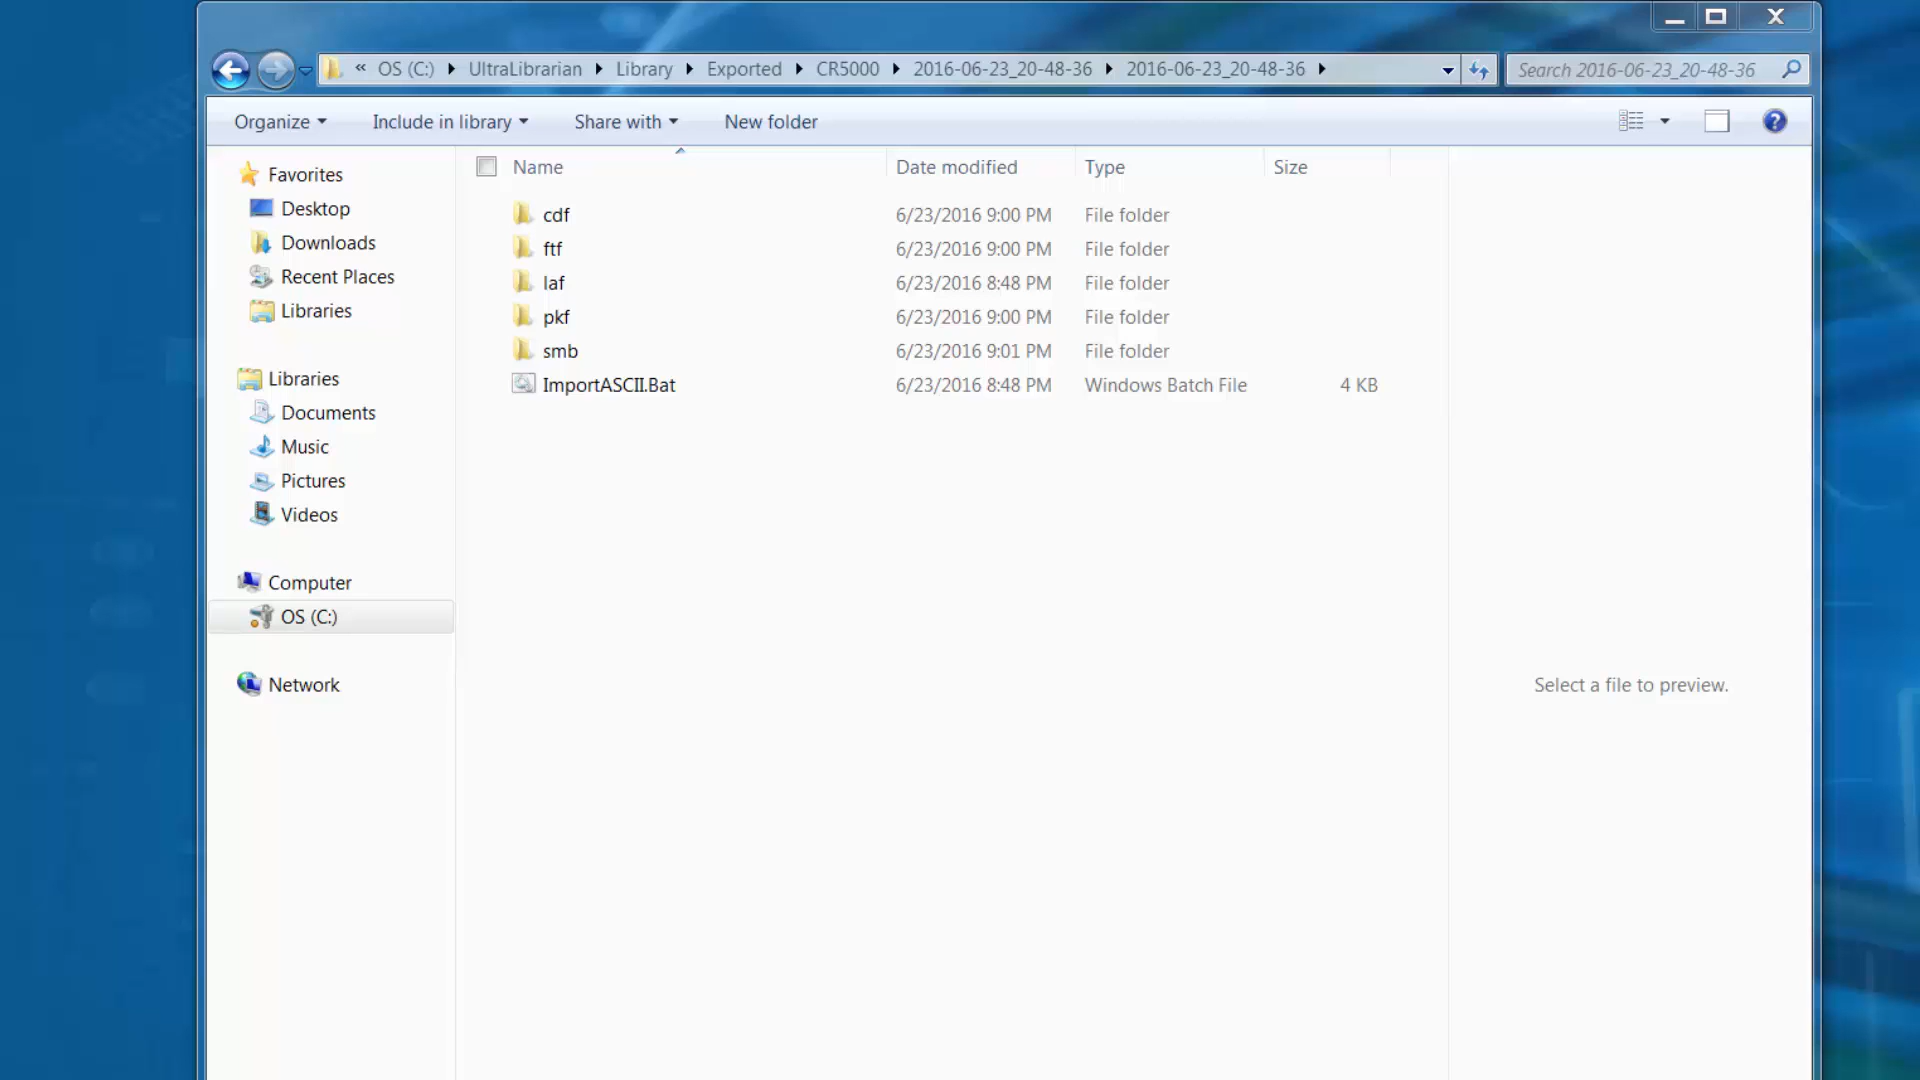 « OS (C:) UltraLibrarian Library Exported CR5000 2016-06-23_20-48-36 2016-06-23_20-48-36
Search 2016-06-23_20-48-36
Organize Include in library Share with New folder
Favorites
Desktop
Downloads
Recent Places
Libraries
Libraries
Documents
Music
Pictures
Videos
Computer
OS (C:)
Network
Name Date modified Type Size
cdf 6/23/2016 9:00 PM File folder
ftf 6/23/2016 9:00 PM File folder
laf 6/23/2016 8:48 PM File folder
pkf 6/23/2016 9:00 PM File folder
smb 6/23/2016 9:01 PM File folder
ImportASCII.Bat 6/23/2016 8:48 PM Windows Batch File 4 KB
Select a file to preview.